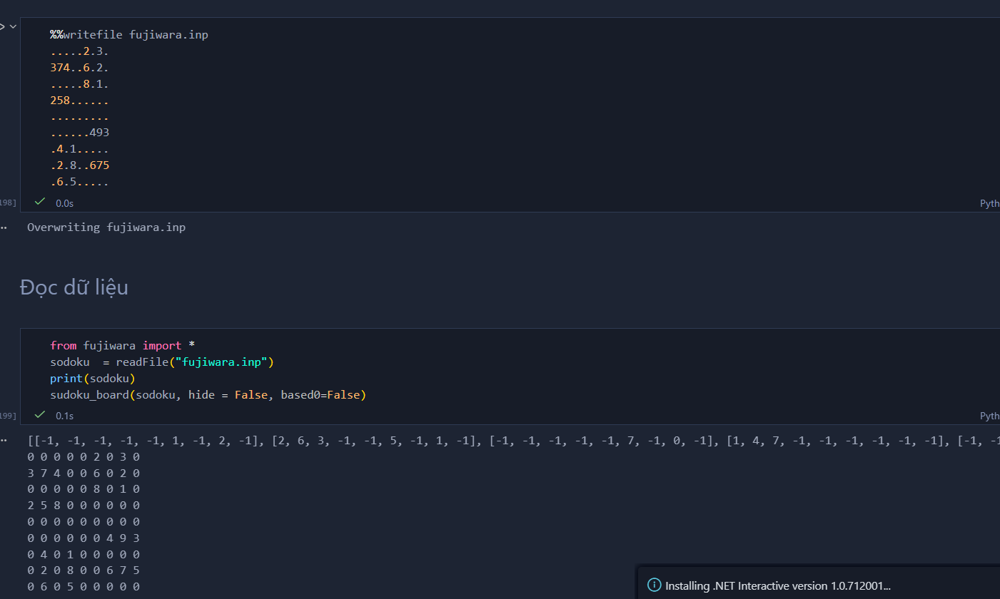 %%writefile fujiwara.inp
.....2.3.
374..6.2.
.....8.1.
258......
.........
......493
.4.1.....
.2.8..675
.6.5.....
198]
0.0s
Pyth
Overwriting fujiwara.inp
Đọc dữ liệu
from fujiwara import *
sodoku  = readFile("fujiwara.inp")
print(sodoku)
sudoku_board(sodoku, hide = False, based0=False)
199]
0.1s
Pyth
[[-1, -1, -1, -1, -1, 1, -1, 2, -1], [2, 6, 3, -1, -1, 5, -1, 1, -1], [-1, -1, -1, -1, -1, 7, -1, 0, -1], [1, 4, 7, -1, -1, -1, -1, -1, -1], [-1, -1
0 0 0 0 0 2 0 3 0
3 7 4 0 0 6 0 2 0
0 0 0 0 0 8 0 1 0
2 5 8 0 0 0 0 0 0
0 0 0 0 0 0 0 0 0
0 0 0 0 0 0 4 9 3
0 4 0 1 0 0 0 0 0
0 2 0 8 0 0 6 7 5
0 6 0 5 0 0 0 0 0
Installing .NET Interactive version 1.0.712001...